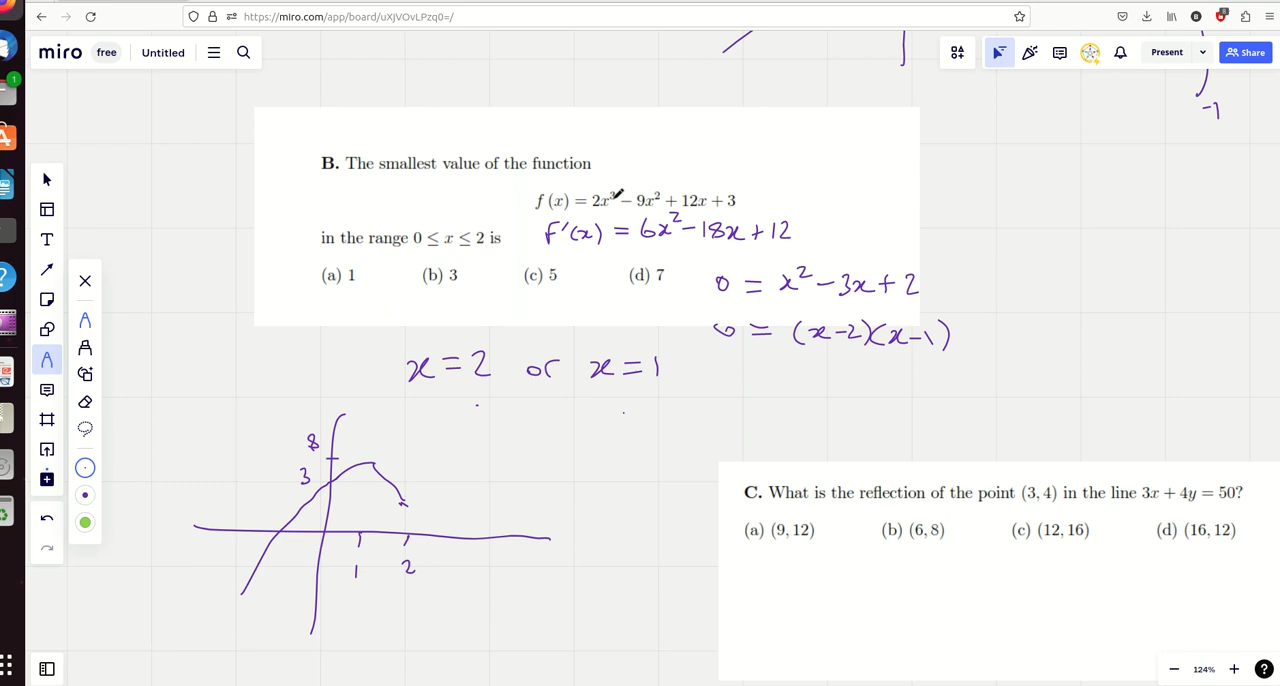 https://miro.com/app/board/uXJVOvLPzq0=/
miro free Untitled
Present
Share
1
8
-1
B. The smallest value of the function
f (x) = 2x³ − 9x² + 12x + 3
f'(x) = 6x² - 18x + 12
in the range 0 ≤ x ≤ 2 is
(a) 1 (b) 3 (c) 5 (d) 7
0 = x² - 3x + 2
0 = (x-2)(x-1)
x = 2 or x = 1
8
3
1 2
C. What is the reflection of the point (3, 4) in the line 3x + 4y = 50?
(a) (9, 12) (b) (6, 8) (c) (12, 16) (d) (16, 12)
124%